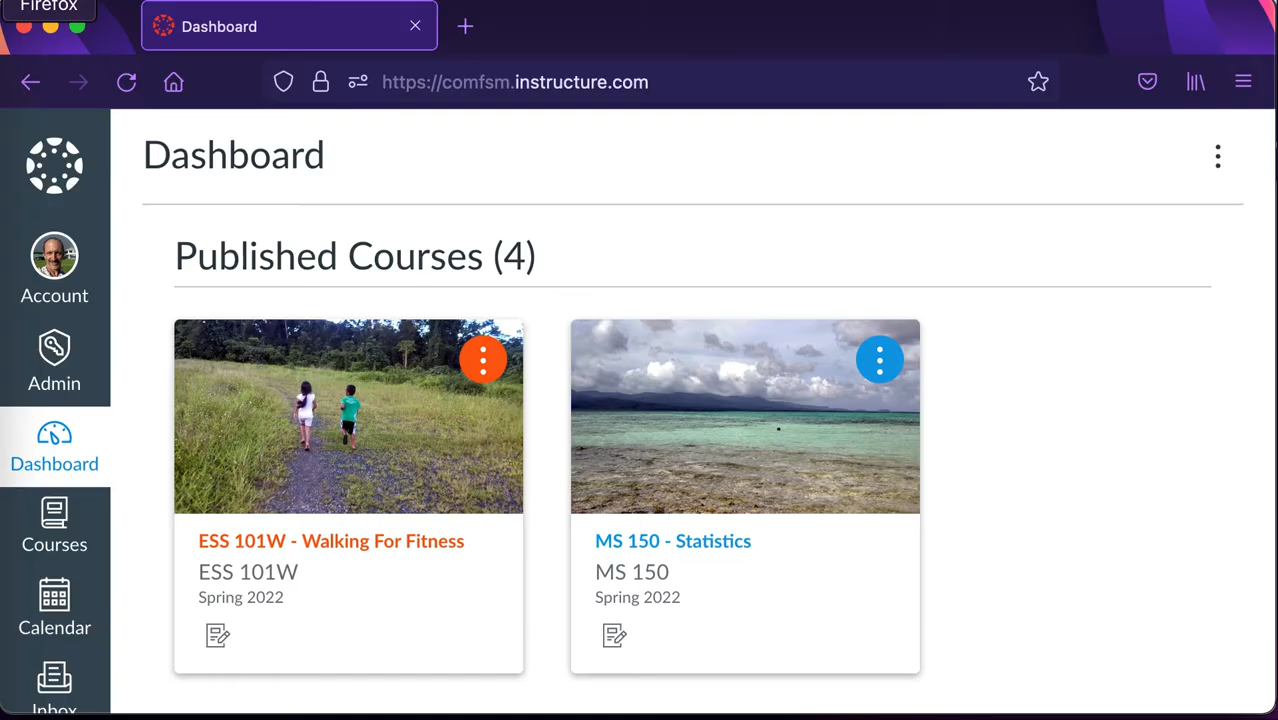 Firefox
Dashboard
https://comfsm.instructure.com
Dashboard
Account
Admin
Dashboard
Courses
Calendar
Inbox
Published Courses (4)
ESS 101W - Walking For Fitness
ESS 101W
Spring 2022
MS 150 - Statistics
MS 150
Spring 2022